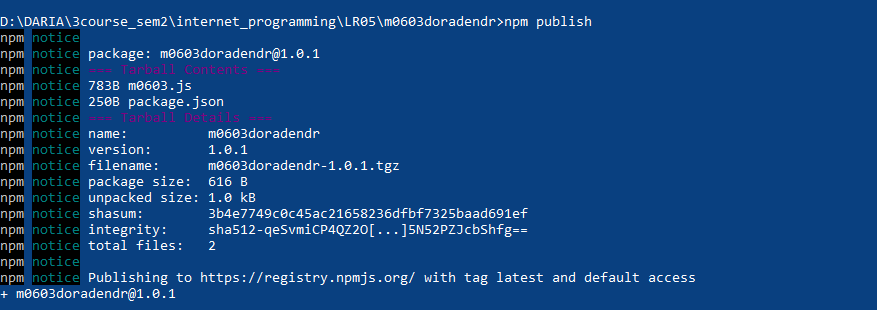 D:\DARIA\3course_sem2\internet_programming\LR05\m0603doradendr>npm publish
npm notice
npm notice package: m0603doradendr@1.0.1
npm notice Tarball Contents
npm notice 783B m0603.js
npm notice 250B package.json
npm notice Tarball Details
npm notice name: m0603doradendr
npm notice version: 1.0.1
npm notice filename: m0603doradendr-1.0.1.tgz
npm notice package size: 616 B
npm notice unpacked size: 1.0 kB
npm notice shasum: 3b4e7749c0c45ac21658236dfbf7325baad691ef
npm notice integrity: sha512-qeSvmiCP4QZ2O[...]5N52PZJcbShfg==
npm notice total files: 2
npm notice
npm notice Publishing to https://registry.npmjs.org/ with tag latest and default access
+ m0603doradendr@1.0.1